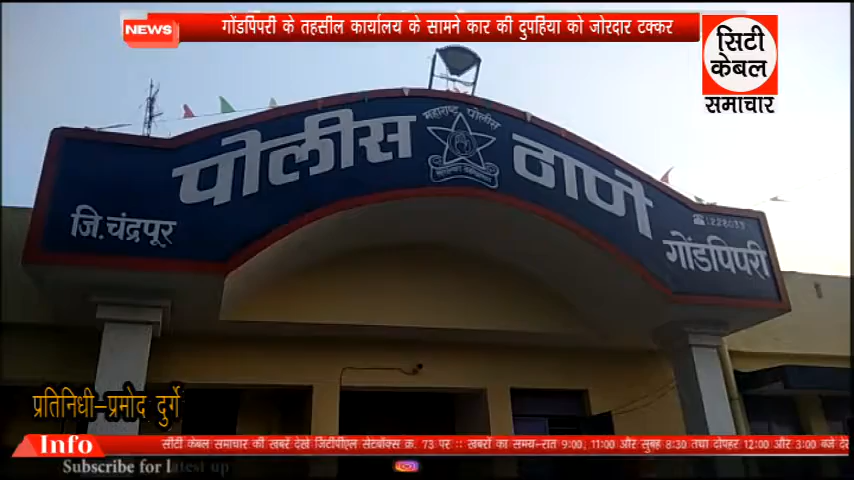 NEWS
गोंडपिपरी के तहसील कार्यालय के सामने कार की दुपहिया को जोरदार टक्कर
सिटी
केबल
समाचार
महाराष्ट्र पोलीस
पोलीस ठाणे
जि.चंद्रपूर
गोंडपिपरी
प्रतिनिधी-प्रमोद दुर्गे
Info
सीटी केबल समाचार की खबरें देखे जिटीपीएल सेटबॉक्स क्र. 73 पर :: खबरों का समय-रात 9:00, 11:00 और सुबह 8:30 तथा दोपहर 12:00 और 3:00 बजे
Subscribe for latest up